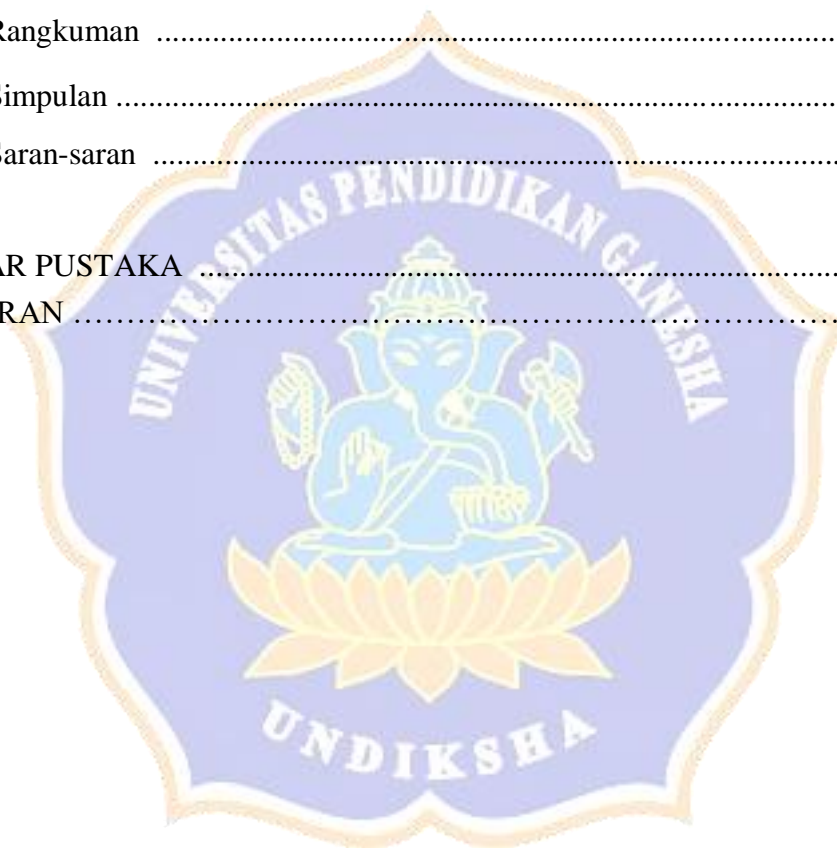 Rangkuman ........................................................................................
Simpulan ............................................................................................
Saran-saran ........................................................................................
AR PUSTAKA ..................................................................................
RAN ……………………………………………………………………
UNIVERSITAS PENDIDIKAN GANESHA
UNDIKSHA